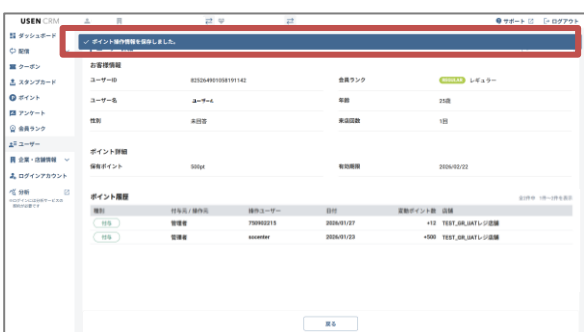 USEN CRM
サポート
ログアウト
ダッシュボード
配信
クーポン
スタンプカード
ポイント
アンケート
会員ランク
ユーザー
企業・店舗情報
ログインアカウント
分析
ポイント操作情報を保存しました。
お客様情報
ユーザーID 825264901058191142 会員ランク REGULAR レギュラー
ユーザー名 ユーザーA 年齢 25歳
性別 未回答 来店回数 1回
ポイント詳細
保有ポイント 500pt 有効期限 2026/02/22
ポイント履歴
種別 付与元 / 操作元 操作ユーザー 日付 変動ポイント数 店舗
付与 管理者 750902215 2026/01/27 +12 TEST_GR_UATレジ店舗
付与 管理者 socenter 2026/01/23 +500 TEST_GR_UATレジ店舗
戻る